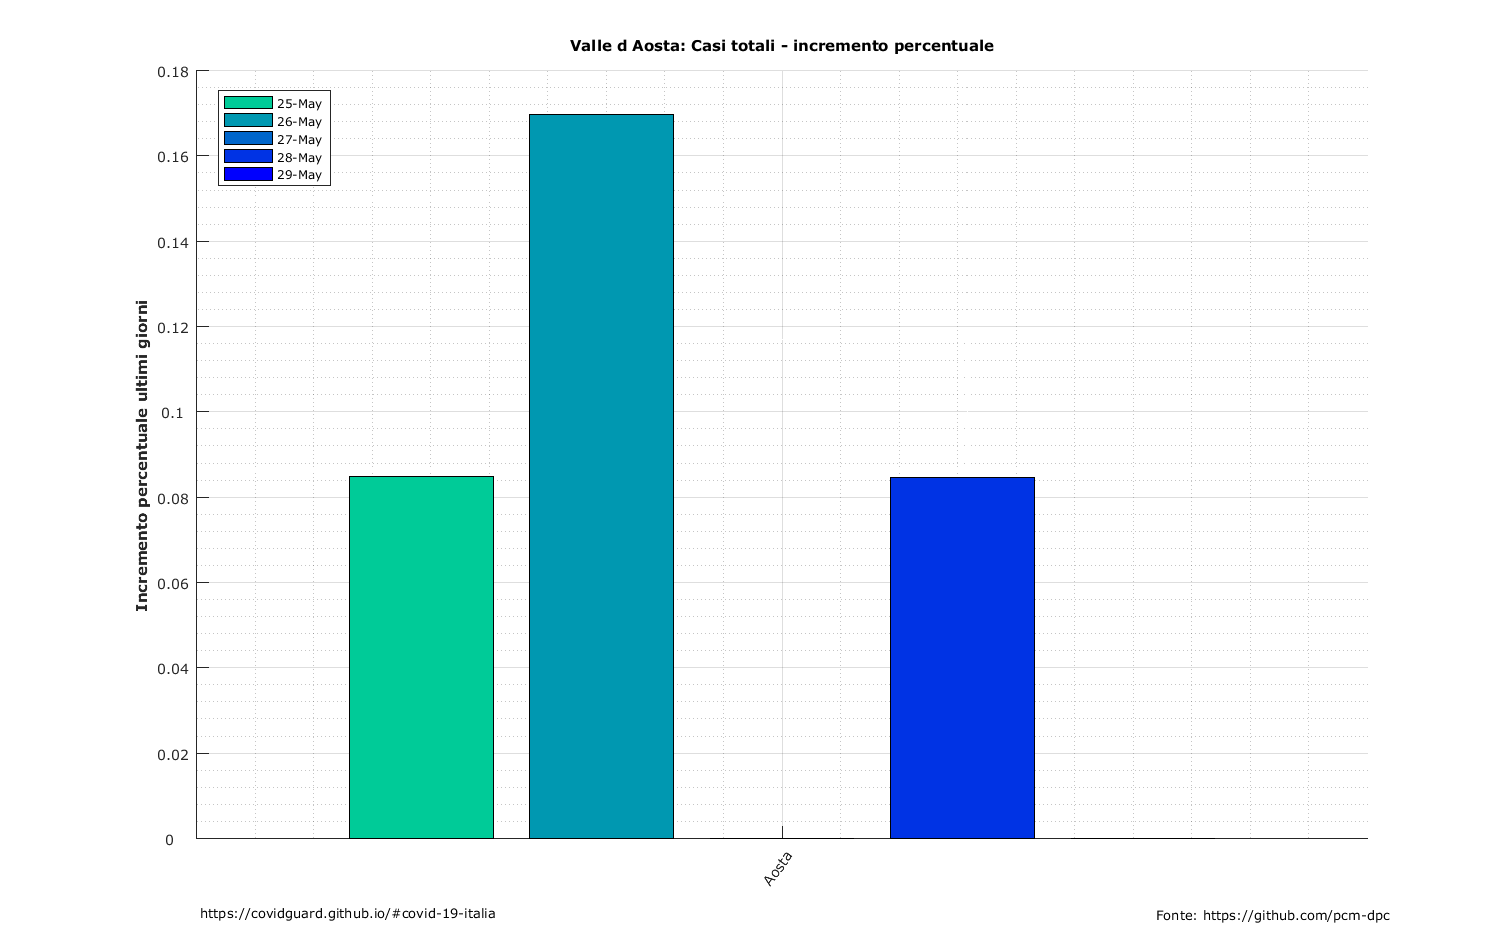 Valle d Aosta: Casi totali - incremento percentuale
0.18
0.16
0.14
0.12
0.1
0.08
0.06
0.04
0.02
0
Incremento percentuale ultimi giorni
25-May
26-May
27-May
28-May
29-May
Aosta
https://covidguard.github.io/#covid-19-italia
Fonte: https://github.com/pcm-dpc